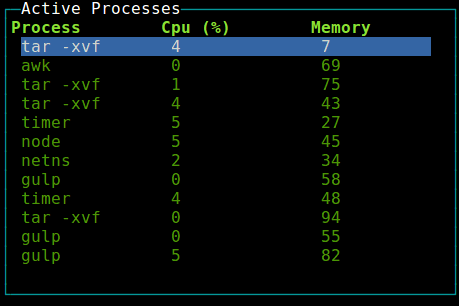 Active Processes
Process Cpu (%) Memory
tar -xvf 4 7
awk 0 69
tar -xvf 1 75
tar -xvf 4 43
timer 5 27
node 5 45
netns 2 34
gulp 0 58
timer 4 48
tar -xvf 0 94
gulp 0 55
gulp 5 82